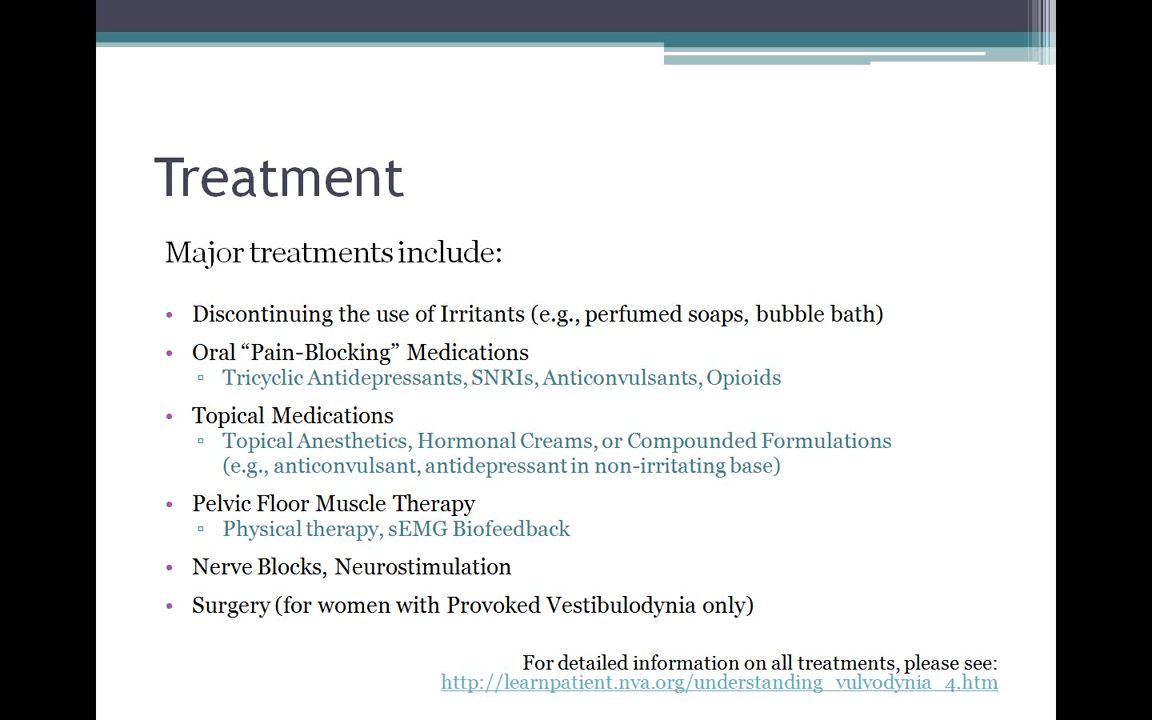 Treatment
Major treatments include:
• Discontinuing the use of Irritants (e.g., perfumed soaps, bubble bath)
• Oral “Pain-Blocking” Medications
▫ Tricyclic Antidepressants, SNRIs, Anticonvulsants, Opioids
• Topical Medications
▫ Topical Anesthetics, Hormonal Creams, or Compounded Formulations
(e.g., anticonvulsant, antidepressant in non-irritating base)
• Pelvic Floor Muscle Therapy
▫ Physical therapy, sEMG Biofeedback
• Nerve Blocks, Neurostimulation
• Surgery (for women with Provoked Vestibulodynia only)
For detailed information on all treatments, please see:
http://learnpatient.nva.org/understanding_vulvodynia_4.htm